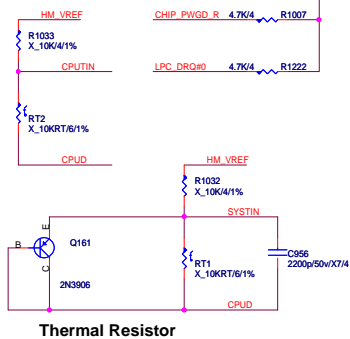 HM_VREF
R1033
X_10K/4/1%
CPUTIN
RT2
X_10KRT/6/1%
CPUD
CHIP_PWGD_R 4.7K/4 R1007
LPC_DRQ#0 4.7K/4 R1222
HM_VREF
R1032
X_10K/4/1%
SYSTIN
B
E
C
Q161
2N3906
RT1
X_10KRT/6/1%
C956
2200p/50v/X7/4
CPUD
Thermal Resistor